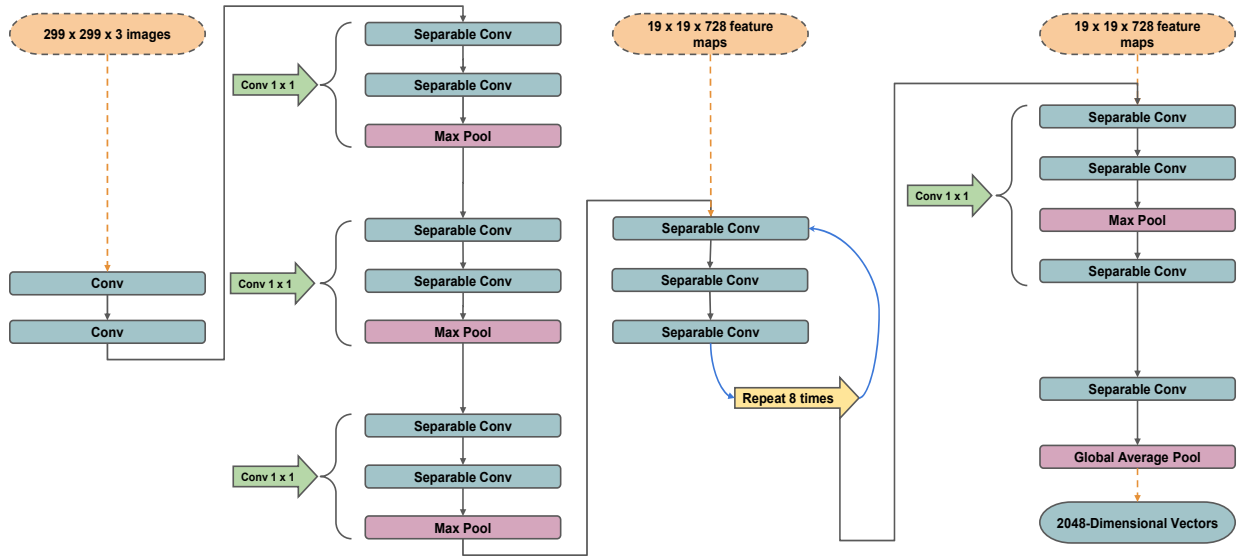 299 x 299 x 3 images
Conv
Conv
Separable Conv
Separable Conv
Max Pool
Conv 1 x 1
Separable Conv
Separable Conv
Max Pool
Conv 1 x 1
Separable Conv
Separable Conv
Max Pool
Conv 1 x 1
19 x 19 x 728 feature
maps
Separable Conv
Separable Conv
Separable Conv
Repeat 8 times
19 x 19 x 728 feature
maps
Separable Conv
Separable Conv
Max Pool
Separable Conv
Conv 1 x 1
Separable Conv
Global Average Pool
2048-Dimensional Vectors